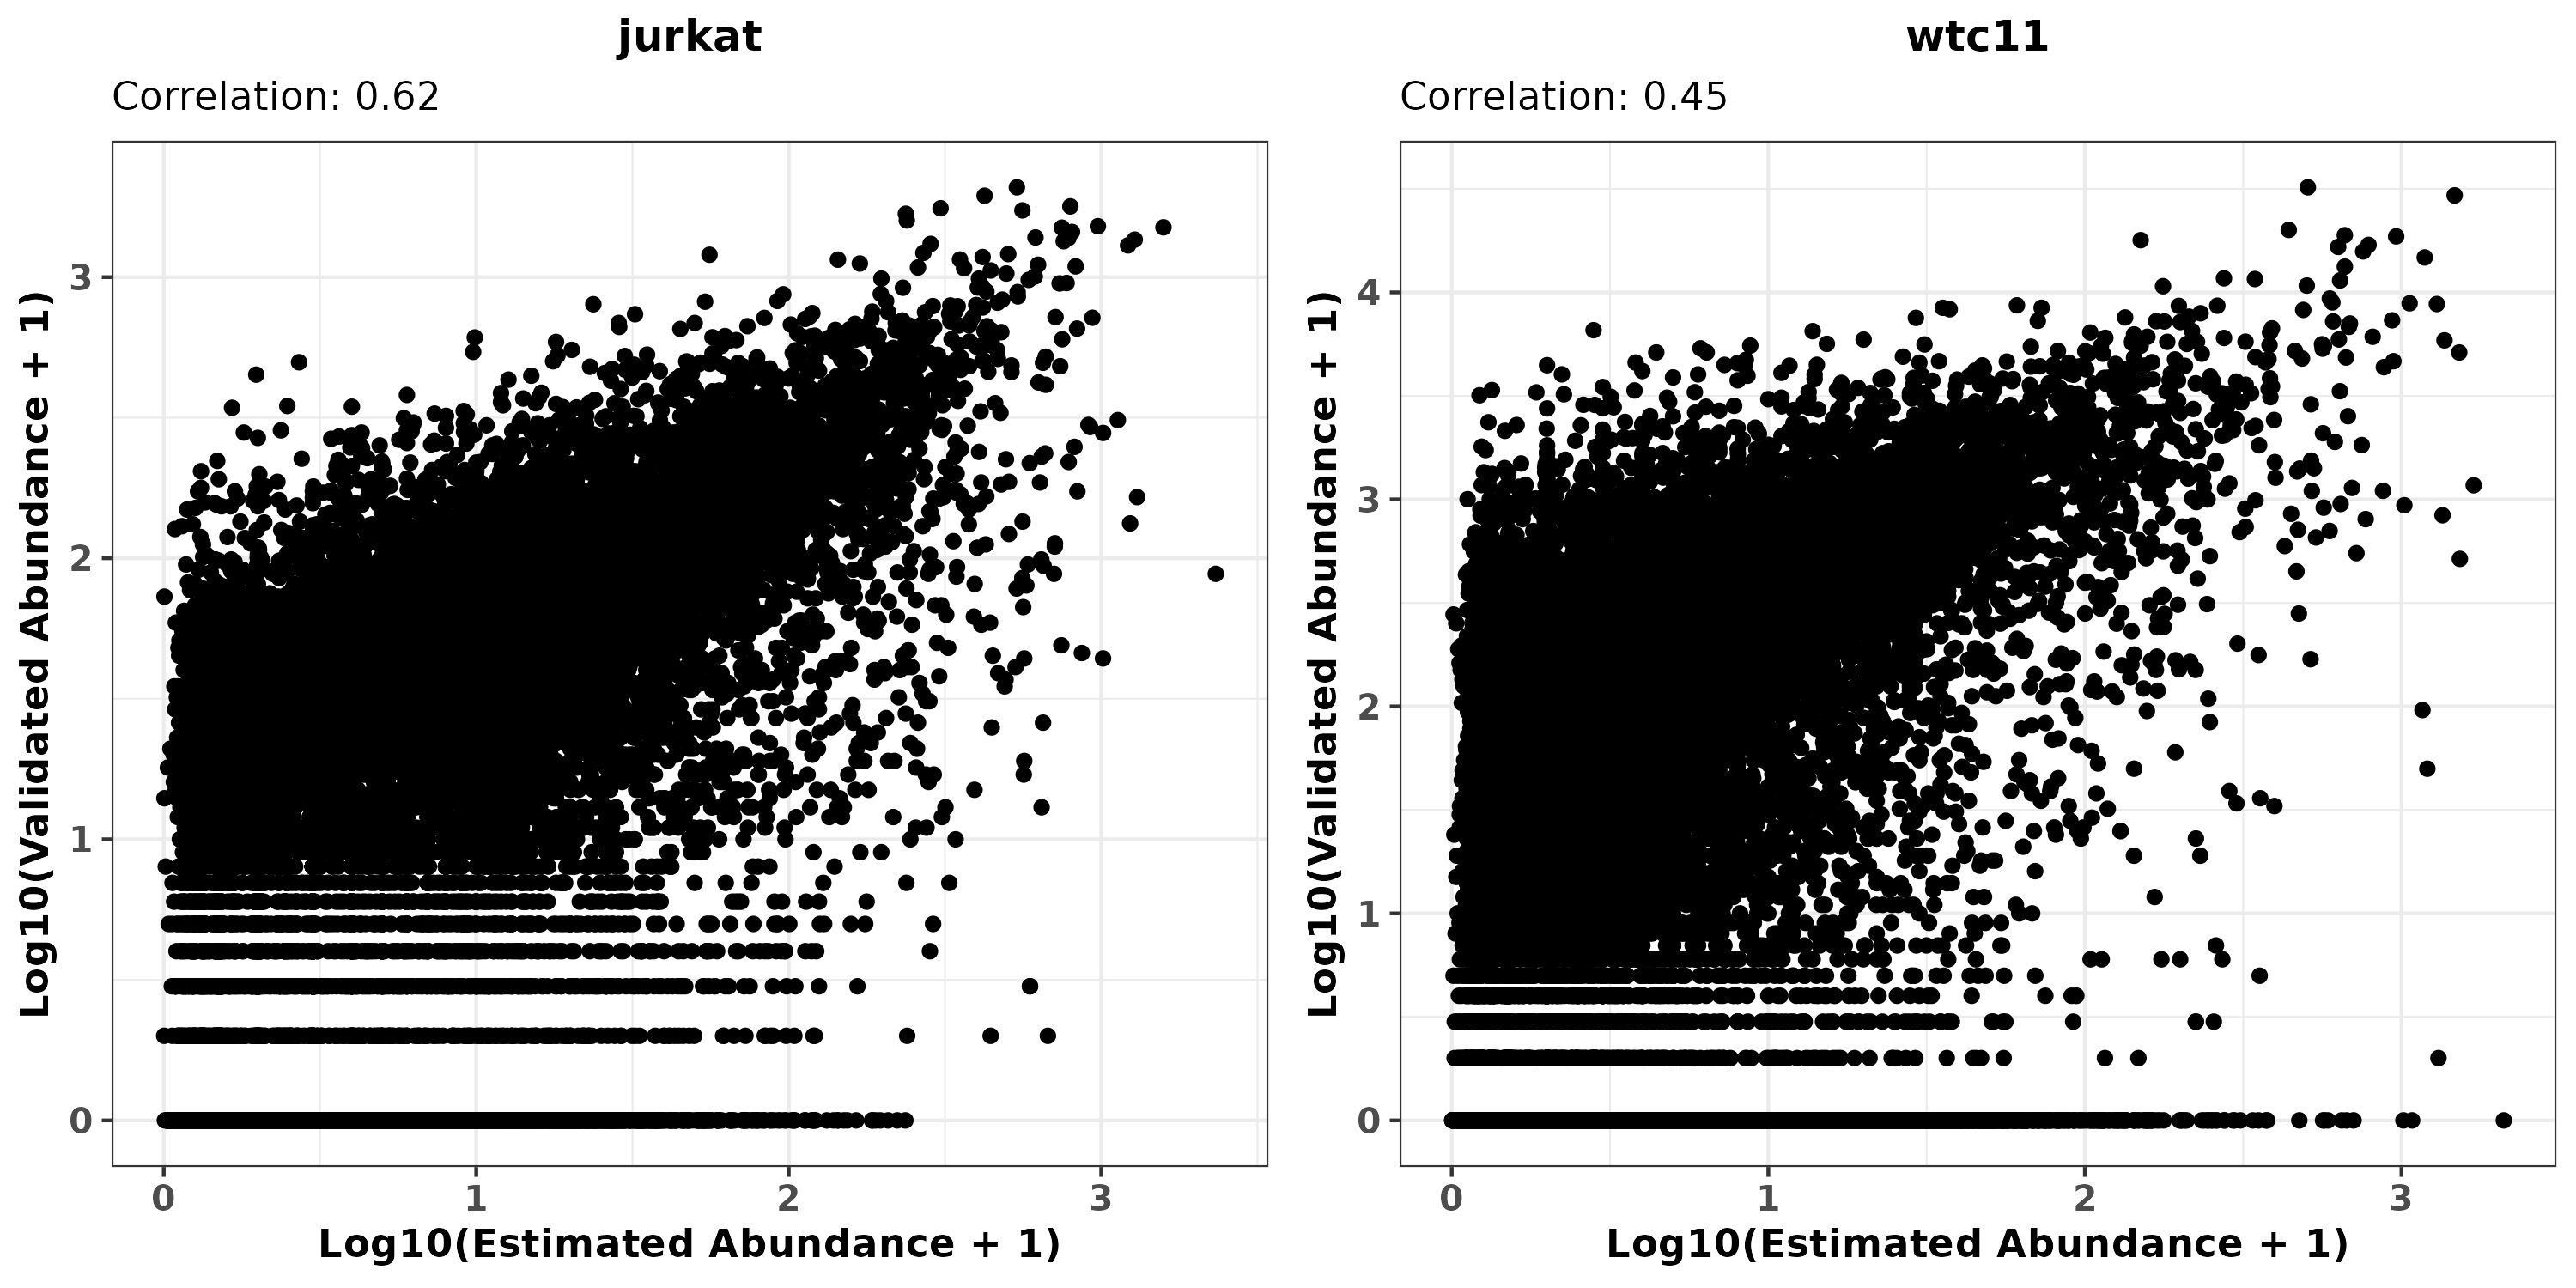 jurkat
Correlation: 0.62
Log10(Validated Abundance + 1)
3
2
1
0
0 1 2 3
Log10(Estimated Abundance + 1)
wtc11
Correlation: 0.45
Log10(Validated Abundance + 1)
4
3
2
1
0
0 1 2 3
Log10(Estimated Abundance + 1)